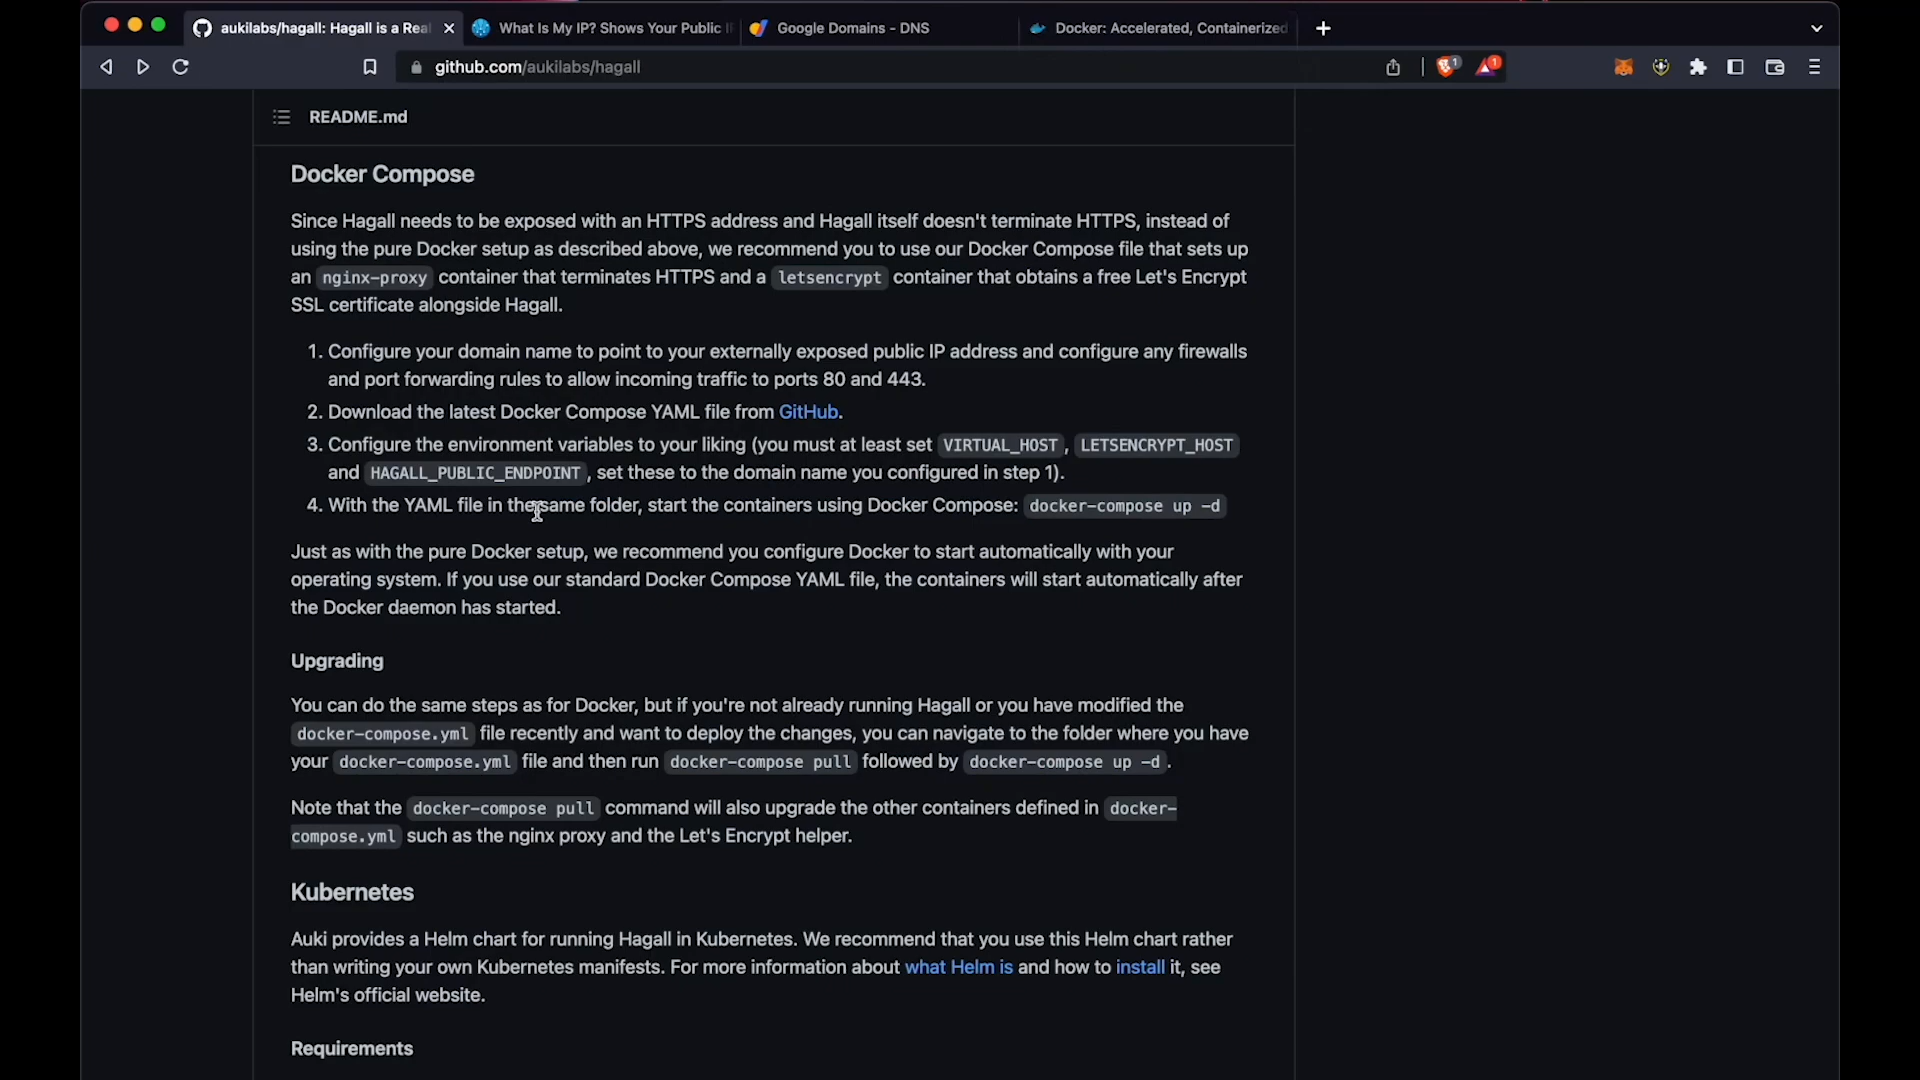 aukilabs/hagall: Hagall is a Real
What Is My IP? Shows Your Public I
Google Domains - DNS
Docker: Accelerated, Containerized
github.com/aukilabs/hagall
1
1
README.md
Docker Compose
Since Hagall needs to be exposed with an HTTPS address and Hagall itself doesn't terminate HTTPS, instead of
using the pure Docker setup as described above, we recommend you to use our Docker Compose file that sets up
an nginx-proxy container that terminates HTTPS and a letsencrypt container that obtains a free Let's Encrypt
SSL certificate alongside Hagall.
1. Configure your domain name to point to your externally exposed public IP address and configure any firewalls
and port forwarding rules to allow incoming traffic to ports 80 and 443.
2. Download the latest Docker Compose YAML file from GitHub.
3. Configure the environment variables to your liking (you must at least set VIRTUAL_HOST, LETSENCRYPT_HOST
and HAGALL_PUBLIC_ENDPOINT, set these to the domain name you configured in step 1).
4. With the YAML file in the same folder, start the containers using Docker Compose: docker-compose up -d
Just as with the pure Docker setup, we recommend you configure Docker to start automatically with your
operating system. If you use our standard Docker Compose YAML file, the containers will start automatically after
the Docker daemon has started.
Upgrading
You can do the same steps as for Docker, but if you're not already running Hagall or you have modified the
docker-compose.yml file recently and want to deploy the changes, you can navigate to the folder where you have
your docker-compose.yml file and then run docker-compose pull followed by docker-compose up -d.
Note that the docker-compose pull command will also upgrade the other containers defined in docker-
compose.yml such as the nginx proxy and the Let's Encrypt helper.
Kubernetes
Auki provides a Helm chart for running Hagall in Kubernetes. We recommend that you use this Helm chart rather
than writing your own Kubernetes manifests. For more information about what Helm is and how to install it, see
Helm's official website.
Requirements